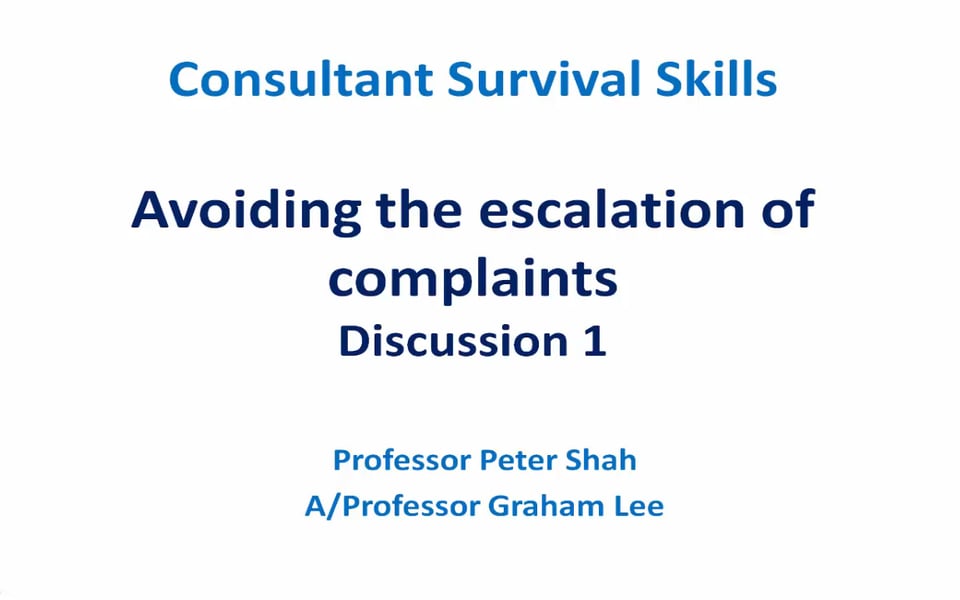 Consultant Survival Skills
Avoiding the escalation of
complaints
Discussion 1
Professor Peter Shah
A/Professor Graham Lee